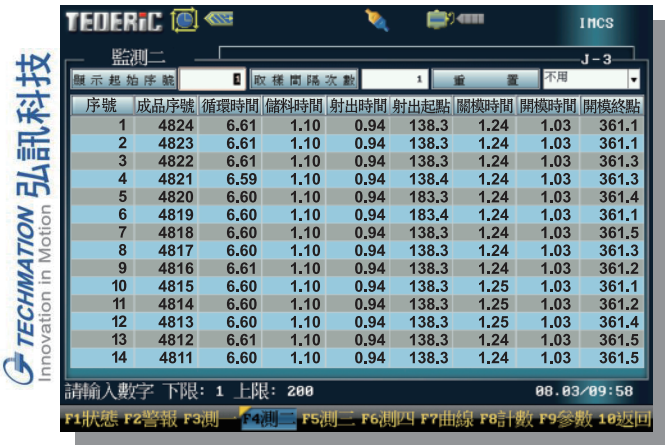 TEDERIC IMCS
監測二 J-3
顯示起始序號 1 取樣間隔次數 1 重置 不用
序號 成品序號 循環時間 儲料時間 射出時間 射出起點 關模時間 開模時間 開模終點
1 4824 6.61 1.10 0.94 138.3 1.24 1.03 361.1
2 4823 6.61 1.10 0.94 138.3 1.24 1.03 361.1
3 4822 6.61 1.10 0.94 138.3 1.24 1.03 361.3
4 4821 6.59 1.10 0.94 138.4 1.24 1.03 361.3
5 4820 6.60 1.10 0.94 183.3 1.24 1.03 361.4
6 4819 6.60 1.10 0.94 183.4 1.24 1.03 361.1
7 4818 6.60 1.10 0.94 138.3 1.24 1.03 361.5
8 4817 6.60 1.10 0.94 138.3 1.24 1.03 361.3
9 4816 6.61 1.10 0.94 138.3 1.24 1.03 361.2
10 4815 6.60 1.10 0.94 138.3 1.25 1.03 361.1
11 4814 6.60 1.10 0.94 138.3 1.25 1.03 361.2
12 4813 6.60 1.10 0.94 138.3 1.25 1.03 361.4
13 4812 6.61 1.10 0.94 138.3 1.24 1.03 361.5
14 4811 6.60 1.10 0.94 138.3 1.24 1.03 361.5
請輸入數字 下限: 1 上限: 200 08.03/09:58
F1狀態 F2警報 F3測一 F4測二 F5測三 F6測四 F7曲線 F8計數 F9參數 10返回
TECHMATION 弘訊科技
Innovation in Motion